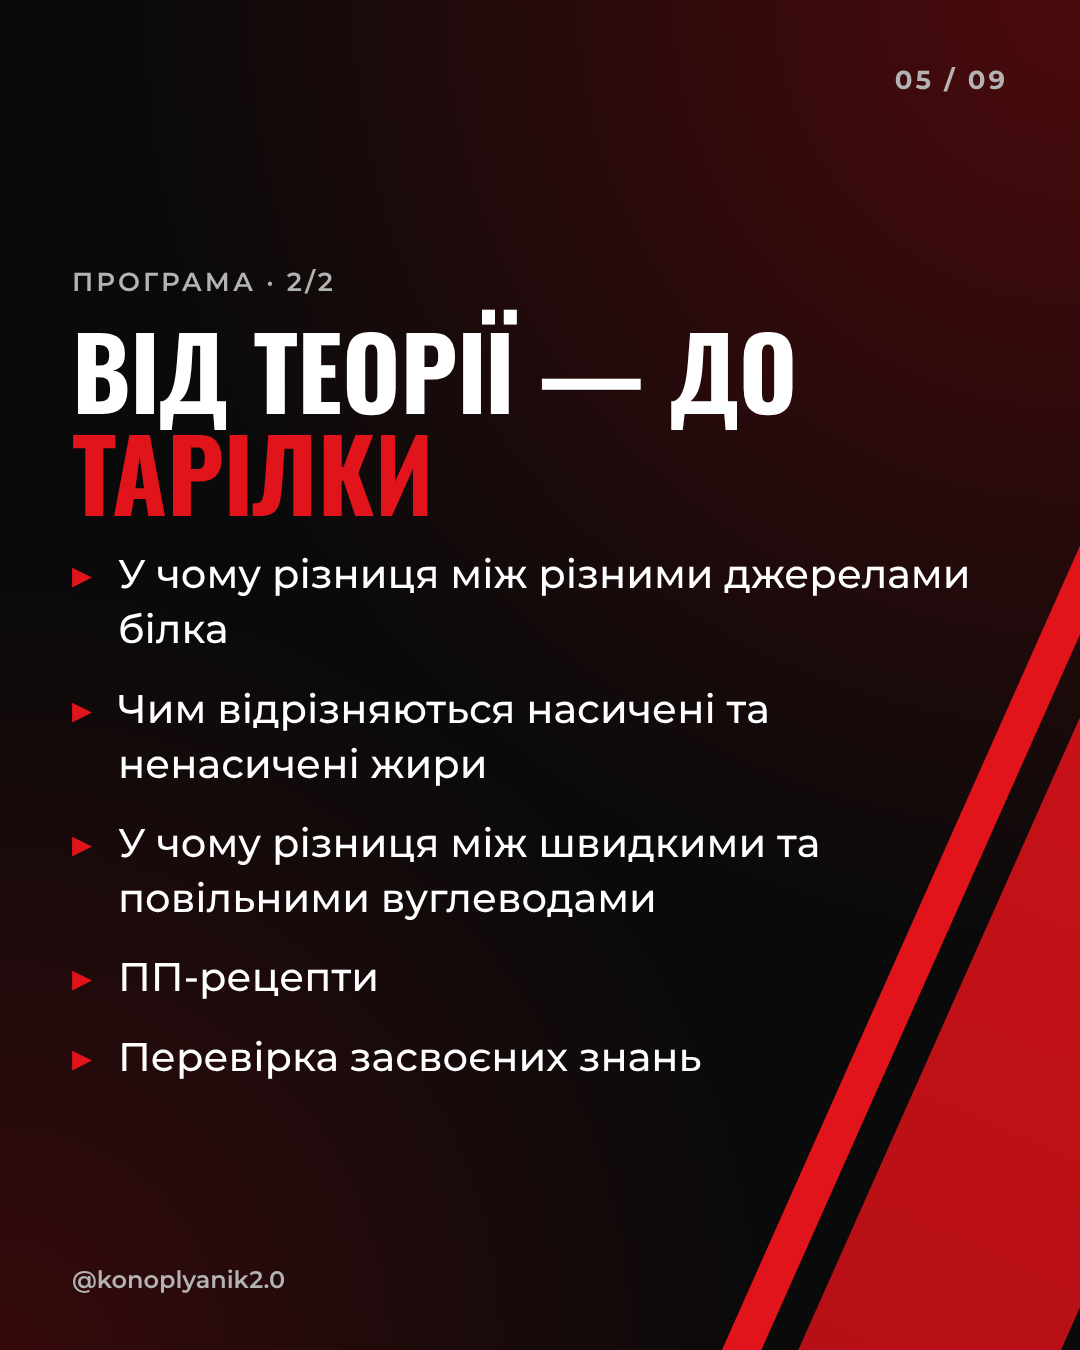 05 / 09
ПРОГРАМА · 2/2
ВІД ТЕОРІЇ — ДО
ТАРІЛКИ
▸ У чому різниця між різними джерелами
білка
▸ Чим відрізняються насичені та
ненасичені жири
▸ У чому різниця між швидкими та
повільними вуглеводами
▸ ПП-рецепти
▸ Перевірка засвоєних знань
@konoplyanik2.0